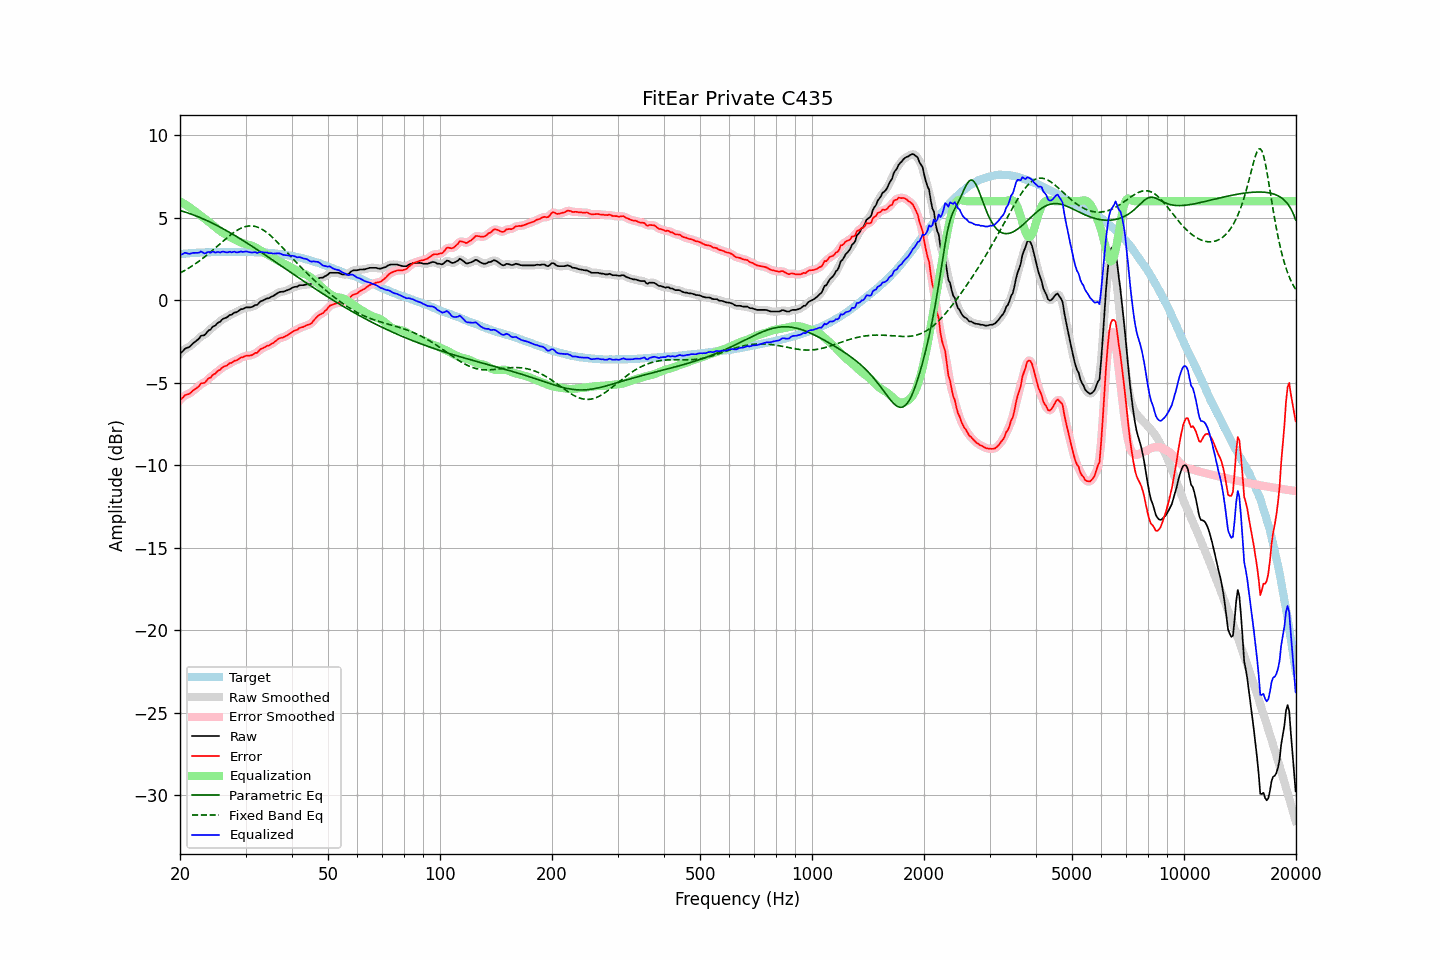 FitEar Private C435
Amplitude (dBr)
10
5
0
−5
−10
−15
−20
−25
−30
Target
Raw Smoothed
Error Smoothed
Raw
Error
Equalization
Parametric Eq
Fixed Band Eq
Equalized
20 50 100 200 500 1000 2000 5000 10000 20000
Frequency (Hz)